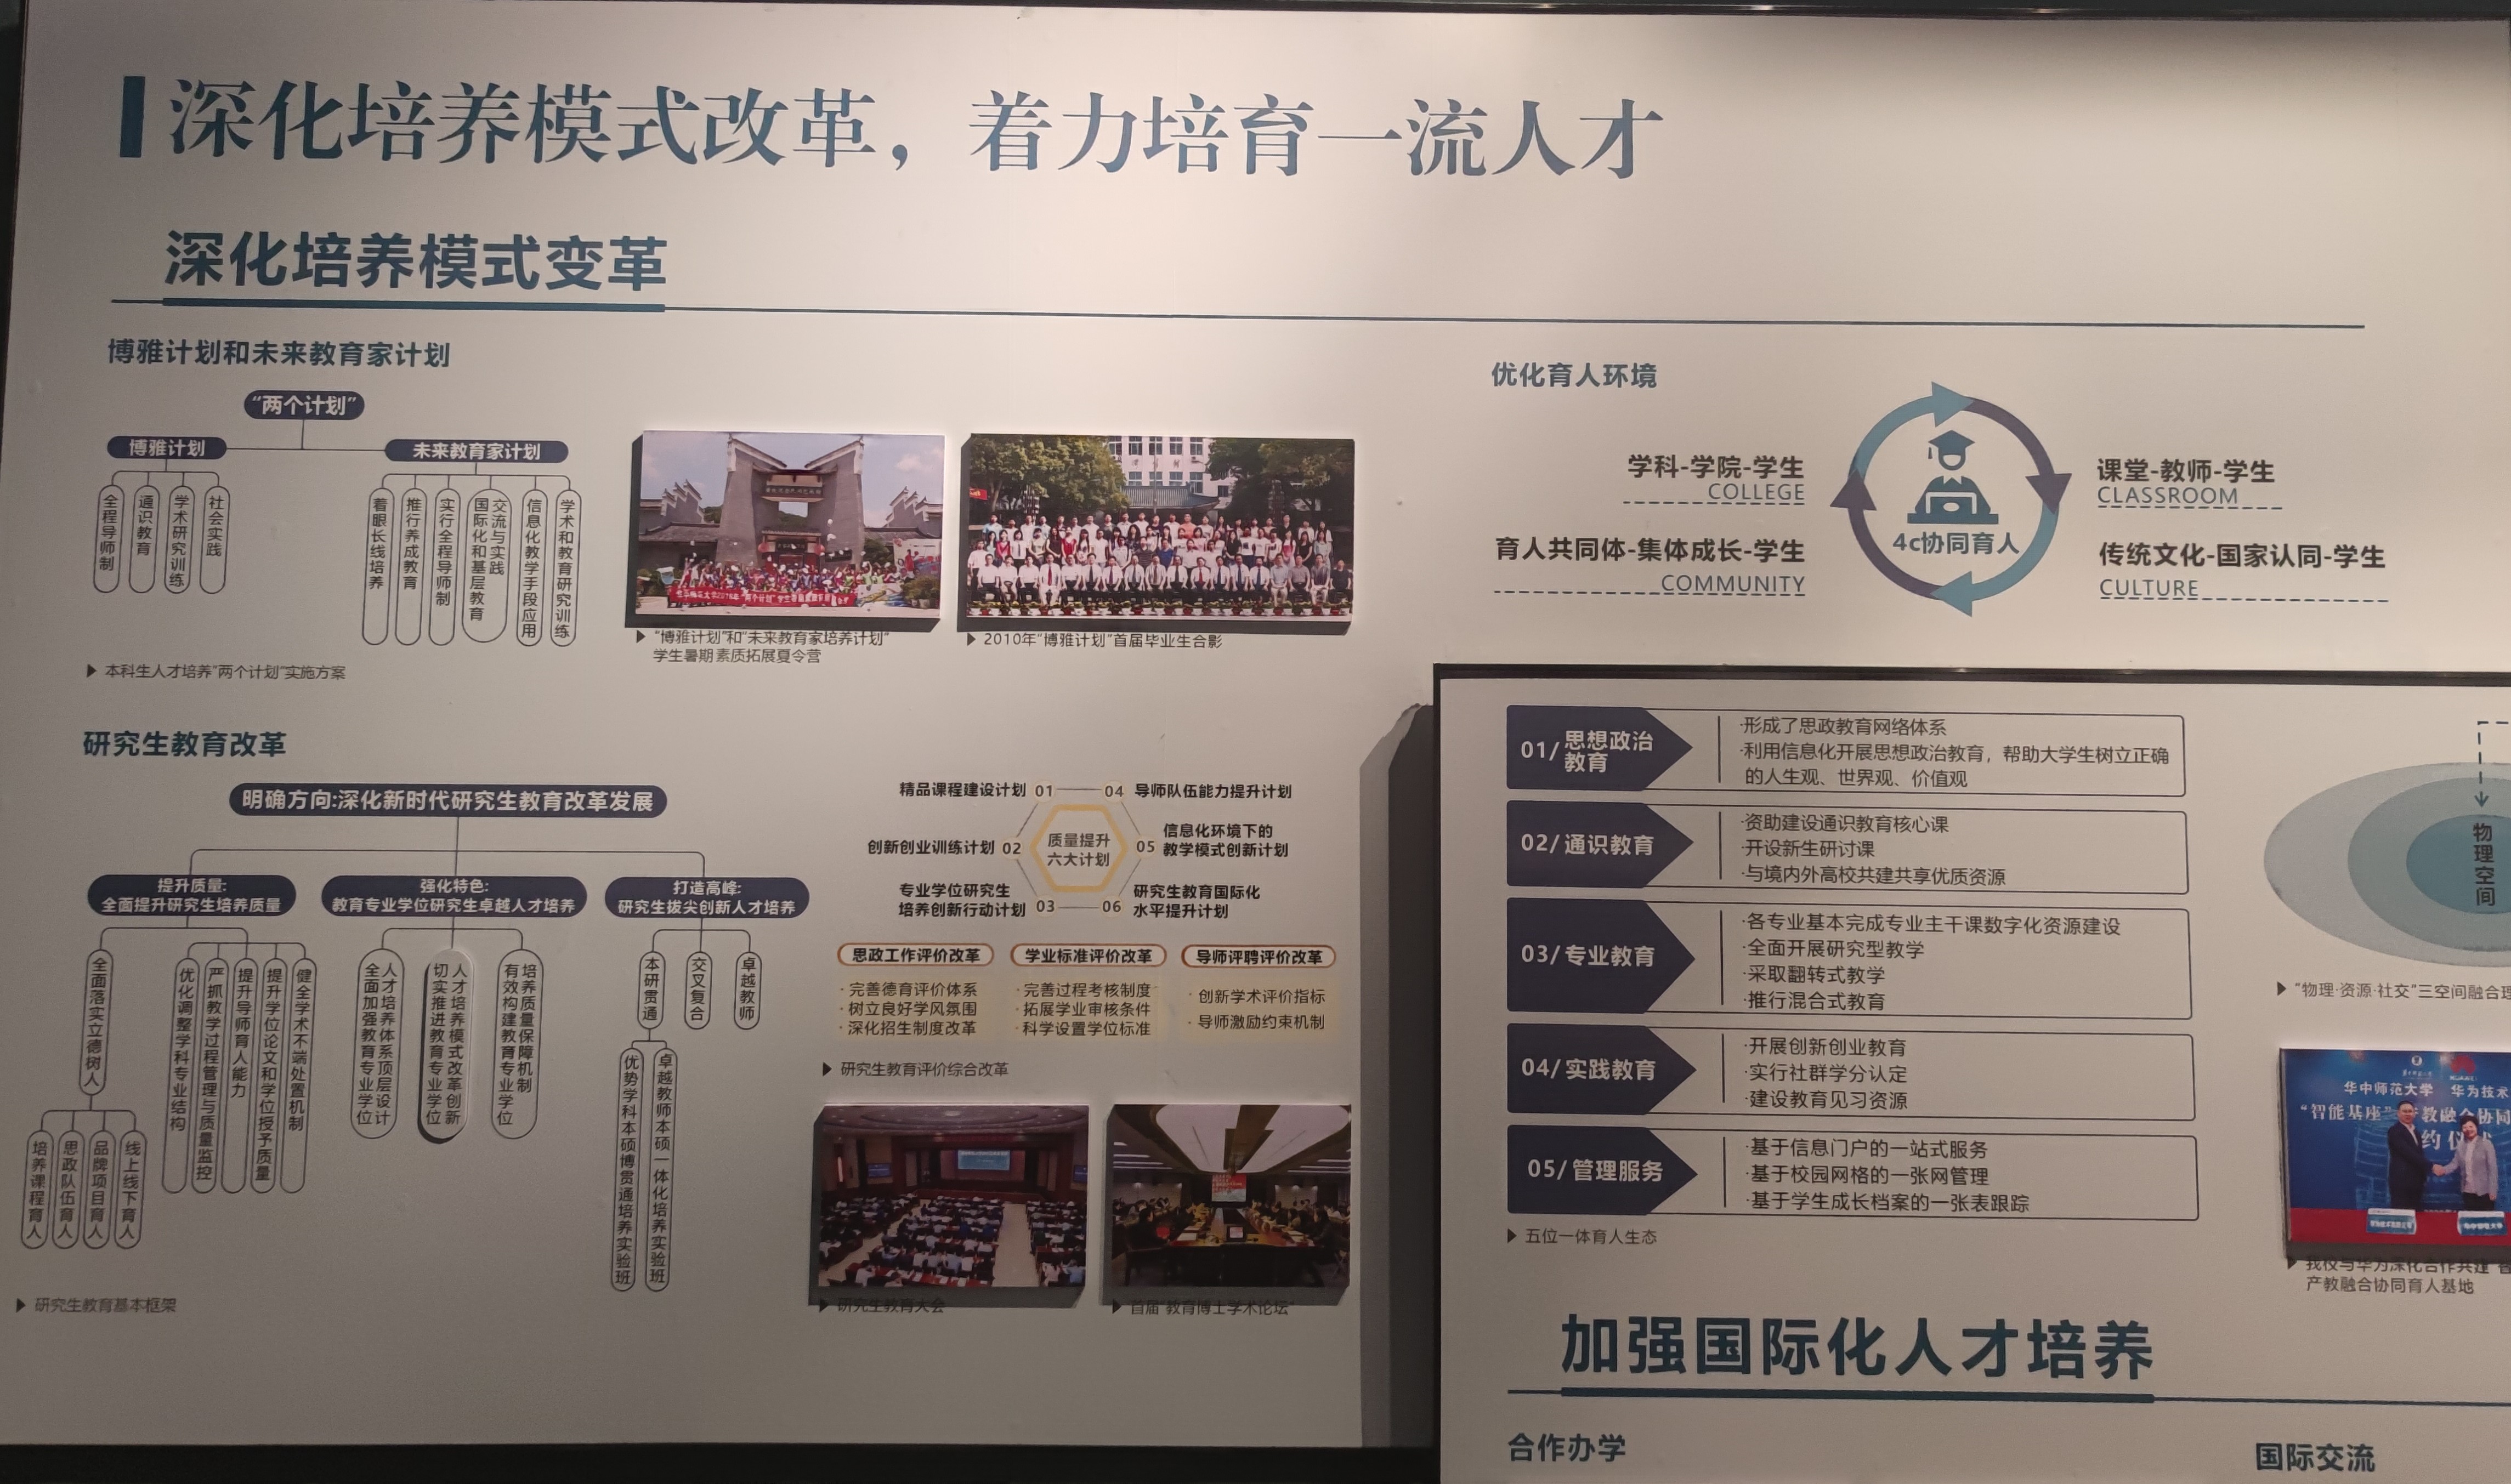 深化培养模式改革，着力培育一流人才
深化培养模式变革
博雅计划和未来教育家计划
“两个计划”
博雅计划
未来教育家计划
全程导师制
通识教育
学术研究训练
社会实践
着眼长线培养
推行养成教育
实行全程导师制
交流与实践
国际化和基层教育
信息化教学手段应用
学术和教育研究训练
本科生人才培养“两个计划”实施方案
“博雅计划”和“未来教育家培养计划”
学生暑期素质拓展夏令营
2010年“博雅计划”首届毕业生合影
优化育人环境
学科-学院-学生
COLLEGE
育人共同体-集体成长-学生
COMMUNITY
4c协同育人
课堂-教师-学生
CLASSROOM
传统文化-国家认同-学生
CULTURE
研究生教育改革
明确方向:深化新时代研究生教育改革发展
提升质量:
全面提升研究生培养质量
强化特色:
教育专业学位研究生卓越人才培养
打造高峰:
研究生拔尖创新人才培养
全面落实立德树人
优化调整学科专业结构
严抓教学过程管理与质量监控
提升导师育人能力
提升学位论文和学位授予质量
健全学术不端处置机制
培养课程育人
思政队伍育人
品牌项目育人
线上线下育人
人才培养体系顶层设计
全面加强教育专业学位
人才培养模式改革创新
切实推进教育专业学位
培养质量保障机制
有效构建教育专业学位
本研贯通
交叉复合
卓越教师
优势学科本硕博贯通培养实验班
卓越教师本硕一体化培养实验班
研究生教育基本框架
质量提升
六大计划
精品课程建设计划 01
创新创业训练计划 02
专业学位研究生
培养创新行动计划 03
04 导师队伍能力提升计划
05 信息化环境下的
教学模式创新计划
06 研究生教育国际化
水平提升计划
思政工作评价改革
·完善德育评价体系
·树立良好学风氛围
·深化招生制度改革
学业标准评价改革
·完善过程考核制度
·拓展学业审核条件
·科学设置学位标准
导师评聘评价改革
·创新学术评价指标
·导师激励约束机制
研究生教育评价综合改革
研究生教育大会
首届“教育博士学术论坛”
01/思想政治
教育
·形成了思政教育网络体系
·利用信息化开展思想政治教育，帮助大学生树立正确
的人生观、世界观、价值观
02/通识教育
·资助建设通识教育核心课
·开设新生研讨课
·与境内外高校共建共享优质资源
03/专业教育
·各专业基本完成专业主干课数字化资源建设
·全面开展研究型教学
·采取翻转式教学
·推行混合式教育
04/实践教育
·开展创新创业教育
·实行社群学分认定
·建设教育见习资源
05/管理服务
·基于信息门户的一站式服务
·基于校园网格的一张网管理
·基于学生成长档案的一张表跟踪
五位一体育人生态
物理空间
“物理·资源·社交”三空间融合
华中师范大学 华为技术
“智能基座” 教融合协同
约仪
我校与华为深化合作共建
产教融合协同育人基地
加强国际化人才培养
合作办学
国际交流